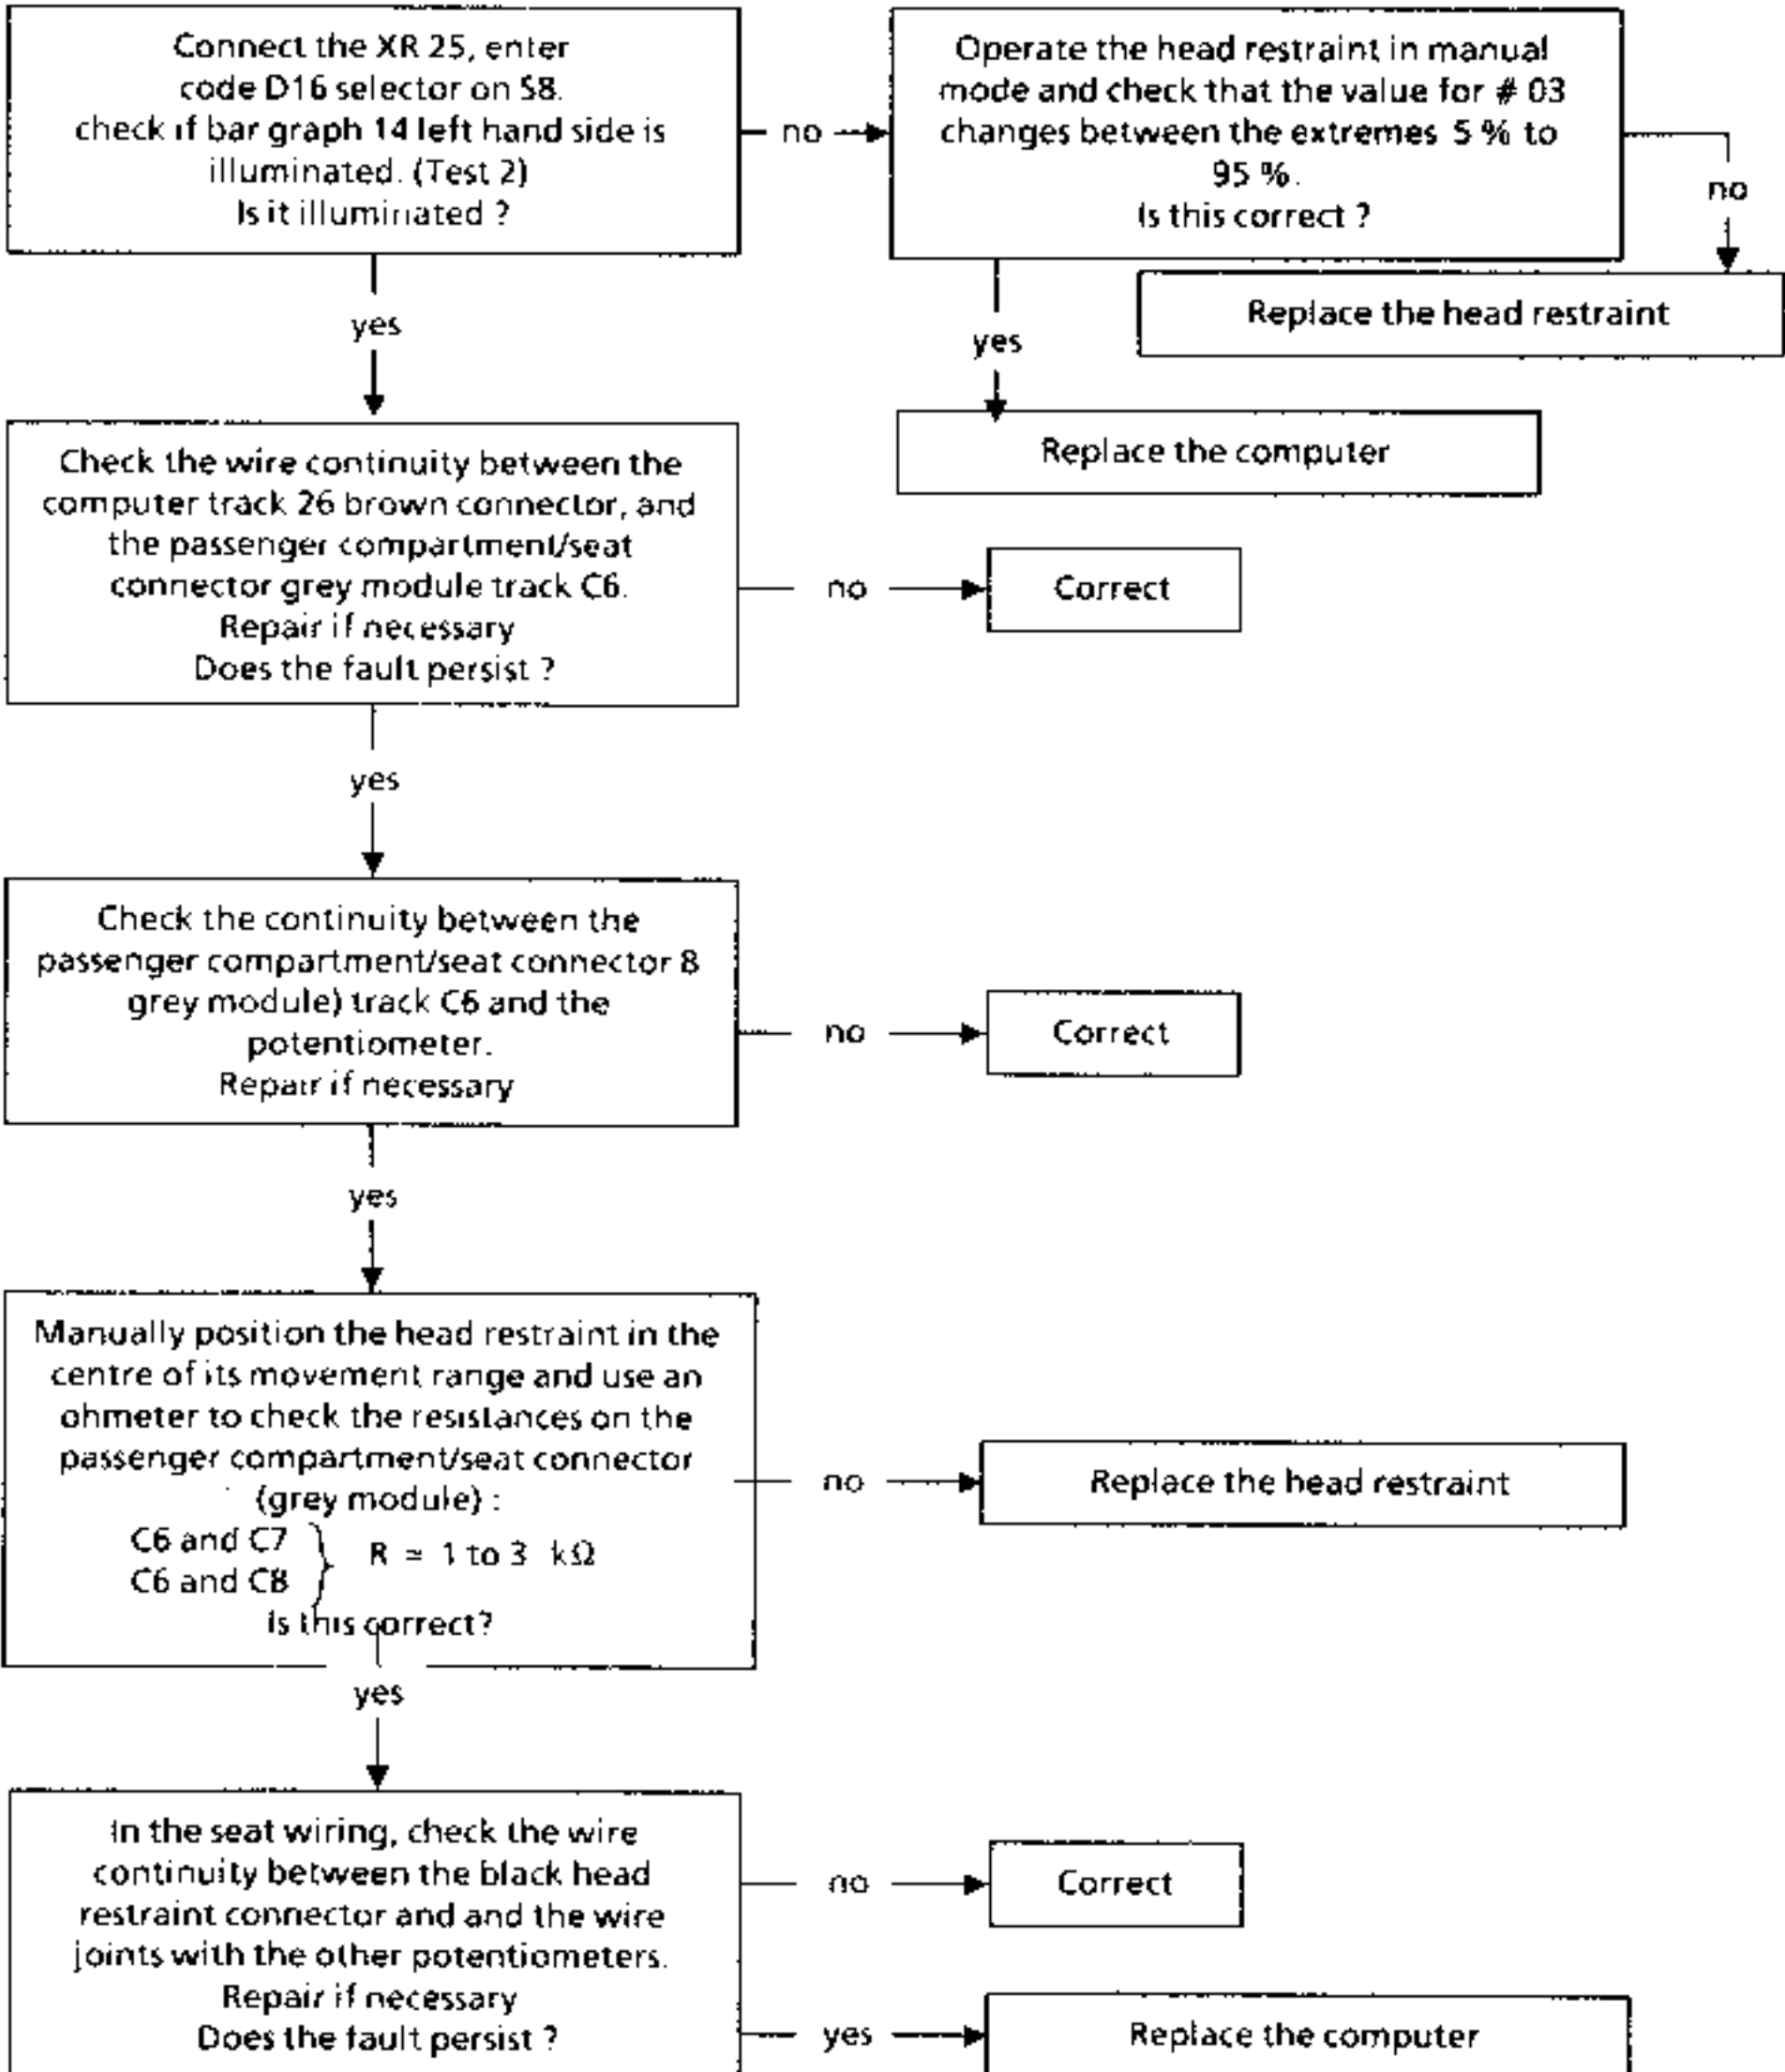 Connect the XR 25, enter
code D16 selector on S8.
check if bar graph 14 left hand side is
illuminated. (Test 2)
Is it illuminated ?
no
Operate the head restraint in manual
mode and check that the value for # 03
changes between the extremes 5 % to
95 %.
Is this correct ?
no
Replace the head restraint
yes
Replace the computer
yes
Check the wire continuity between the
computer track 26 brown connector, and
the passenger compartment/seat
connector grey module track C6.
Repair if necessary
Does the fault persist ?
no
Correct
yes
Check the continuity between the
passenger compartment/seat connector 8
grey module) track C6 and the
potentiometer.
Repair if necessary
no
Correct
yes
Manually position the head restraint in the
centre of its movement range and use an
ohmeter to check the resistances on the
passenger compartment/seat connector
(grey module) :
C6 and C7
C6 and C8
R = 1 to 3 kΩ
Is this correct?
no
Replace the head restraint
yes
In the seat wiring, check the wire
continuity between the black head
restraint connector and and the wire
joints with the other potentiometers.
Repair if necessary
Does the fault persist ?
no
Correct
yes
Replace the computer